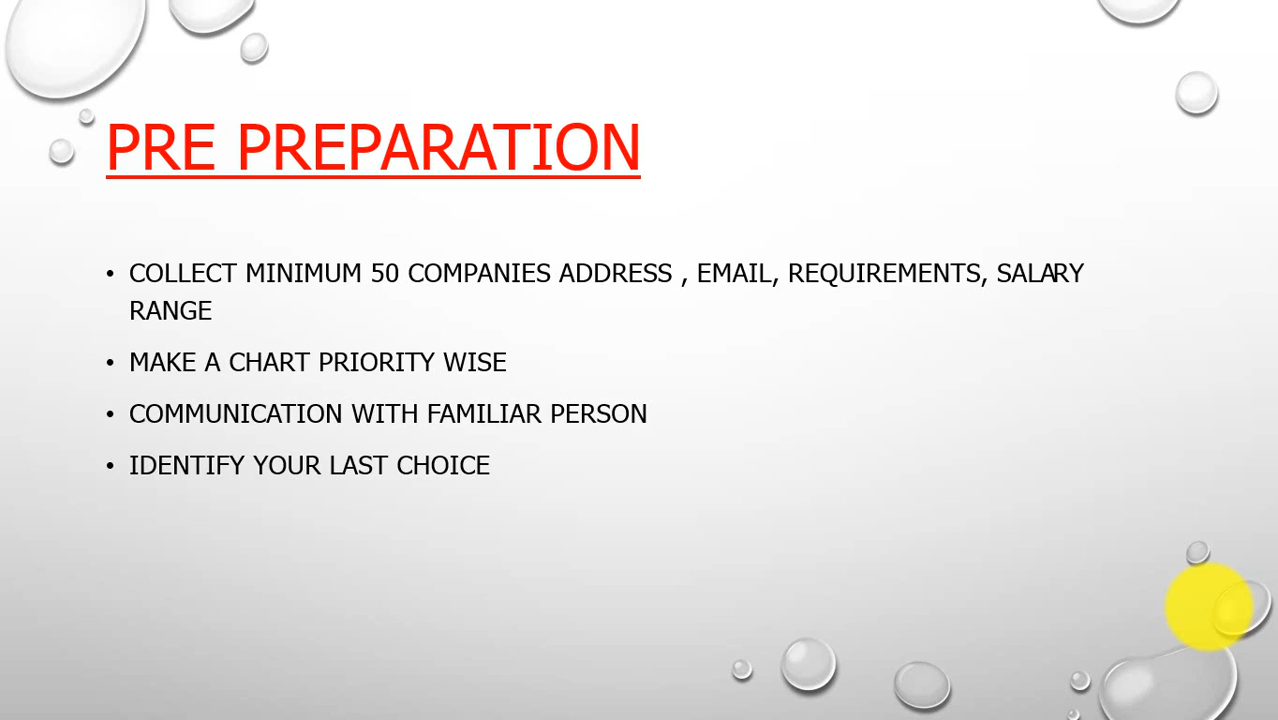 PRE PREPARATION
• COLLECT MINIMUM 50 COMPANIES ADDRESS , EMAIL, REQUIREMENTS, SALARY
RANGE
• MAKE A CHART PRIORITY WISE
• COMMUNICATION WITH FAMILIAR PERSON
• IDENTIFY YOUR LAST CHOICE